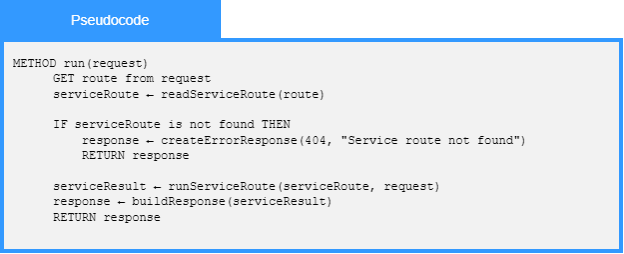 Pseudocode
METHOD run(request)
GET route from request
serviceRoute ← readServiceRoute(route)
IF serviceRoute is not found THEN
response ← createErrorResponse(404, "Service route not found")
RETURN response
serviceResult ← runServiceRoute(serviceRoute, request)
response ← buildResponse(serviceResult)
RETURN response